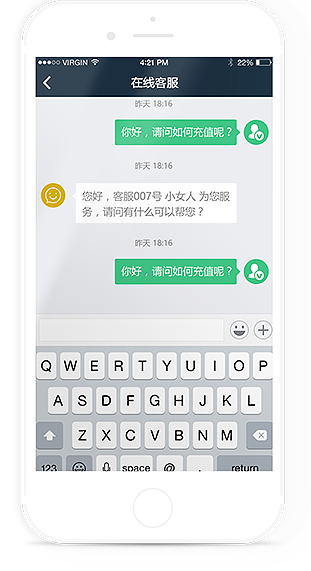 VIRGIN 4:21 PM 22%
在线客服
昨天 18:16
你好，请问如何充值呢？
昨天 18:16
您好，客服007号 小女人 为您服
务，请问有什么可以帮您？
昨天 18:16
你好，请问如何充值呢？
Q W E R T Y U I O P
A S D F G H J K L
Z X C V B N M
123 space @ . return